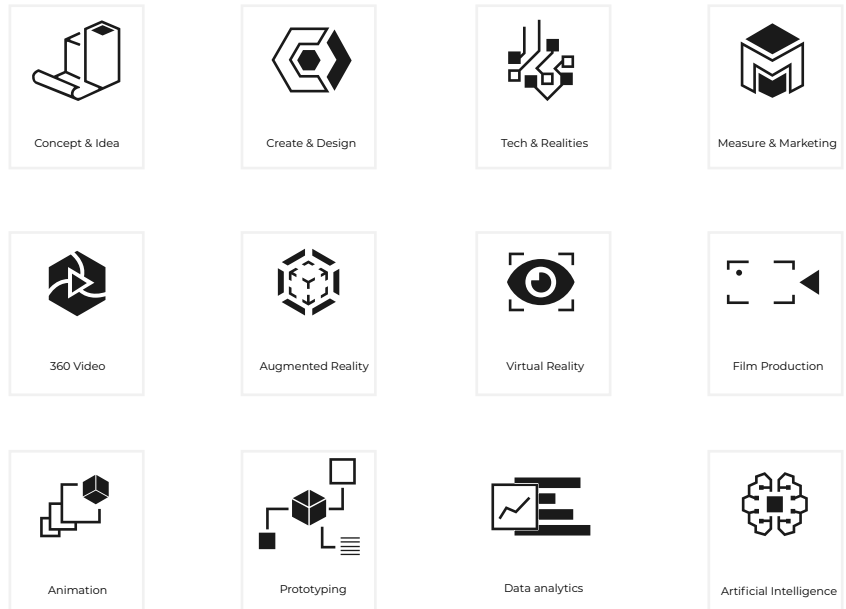 Concept & Idea
Create & Design
Tech & Realities
Measure & Marketing
360 Video
Augmented Reality
Virtual Reality
Film Production
Animation
Prototyping
Data analytics
Artificial Intelligence